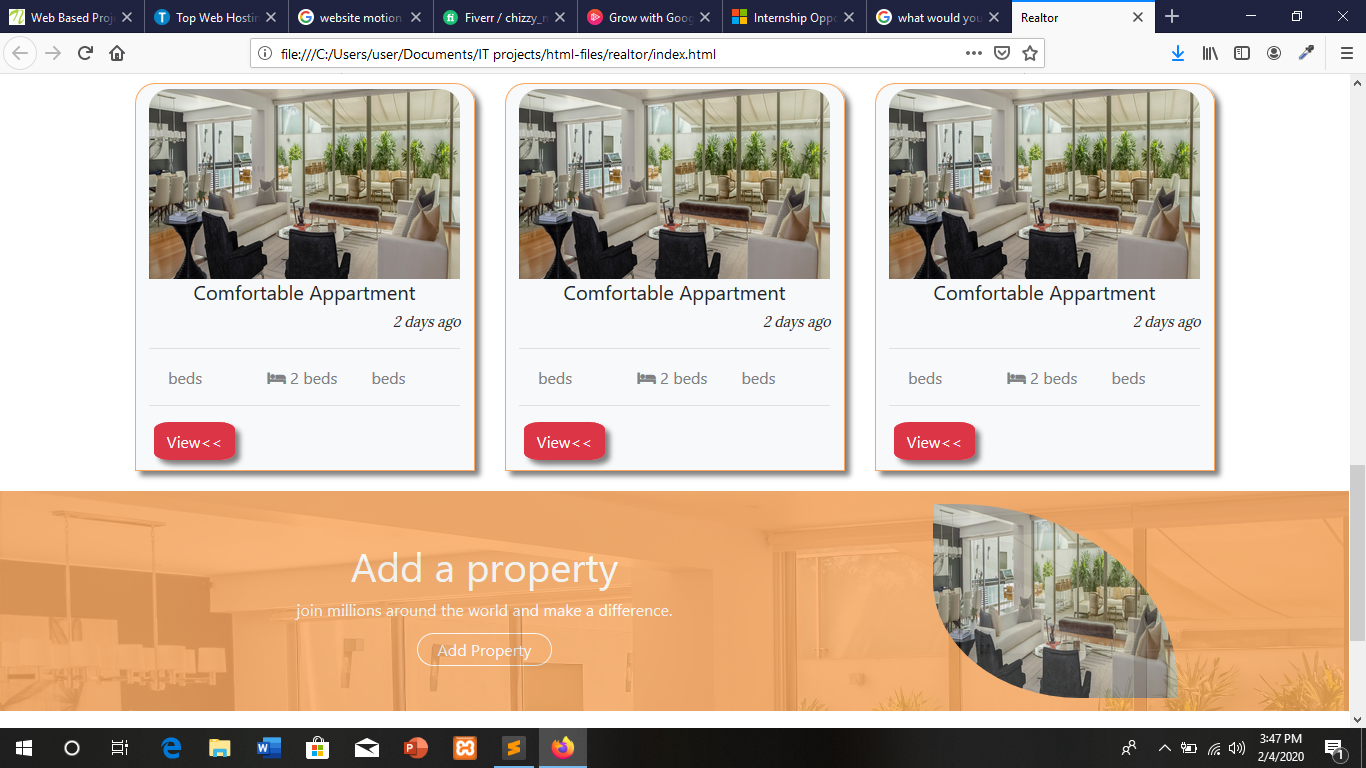 Web Based Proj
Top Web Hostin
website motion
Fiverr / chizzy_n
Grow with Goog
Internship Oppo
what would you
Realtor
file:///C:/Users/user/Documents/IT projects/html-files/realtor/index.html
Comfortable Appartment
2 days ago
beds 2 beds beds
View<<
Comfortable Appartment
2 days ago
beds 2 beds beds
View<<
Comfortable Appartment
2 days ago
beds 2 beds beds
View<<
Add a property
join millions around the world and make a difference.
Add Property
3:47 PM
2/4/2020
1